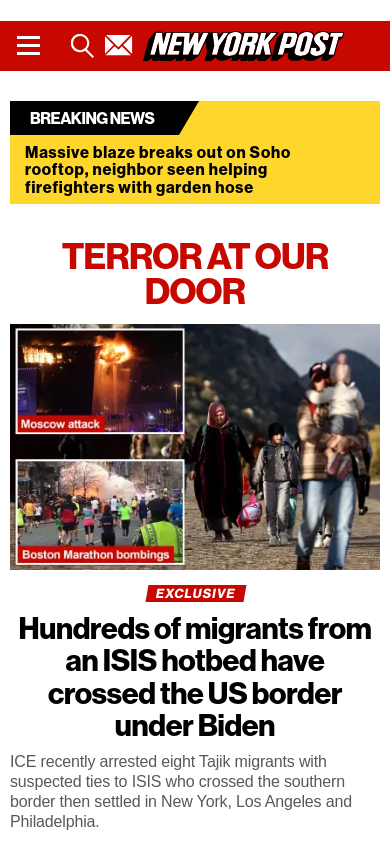 NEW YORK POST
BREAKING NEWS
Massive blaze breaks out on Soho
rooftop, neighbor seen helping
firefighters with garden hose
TERROR AT OUR
DOOR
Moscow attack
Boston Marathon bombings
EXCLUSIVE
Hundreds of migrants from
an ISIS hotbed have
crossed the US border
under Biden
ICE recently arrested eight Tajik migrants with
suspected ties to ISIS who crossed the southern
border then settled in New York, Los Angeles and
Philadelphia.